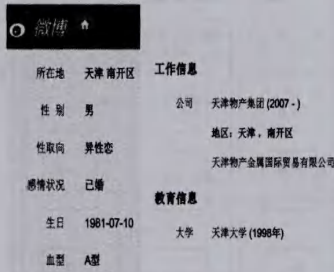 微博
所在地 天津 南开区
性 别 男
性取向 异性恋
感情状况 已婚
生日 1981-07-10
血型 A型
工作信息
公司 天津物产集团 (2007 - )
地区：天津 ，南开区
天津物产金属国际贸易有限公司
教育信息
大学 天津大学 (1998年)